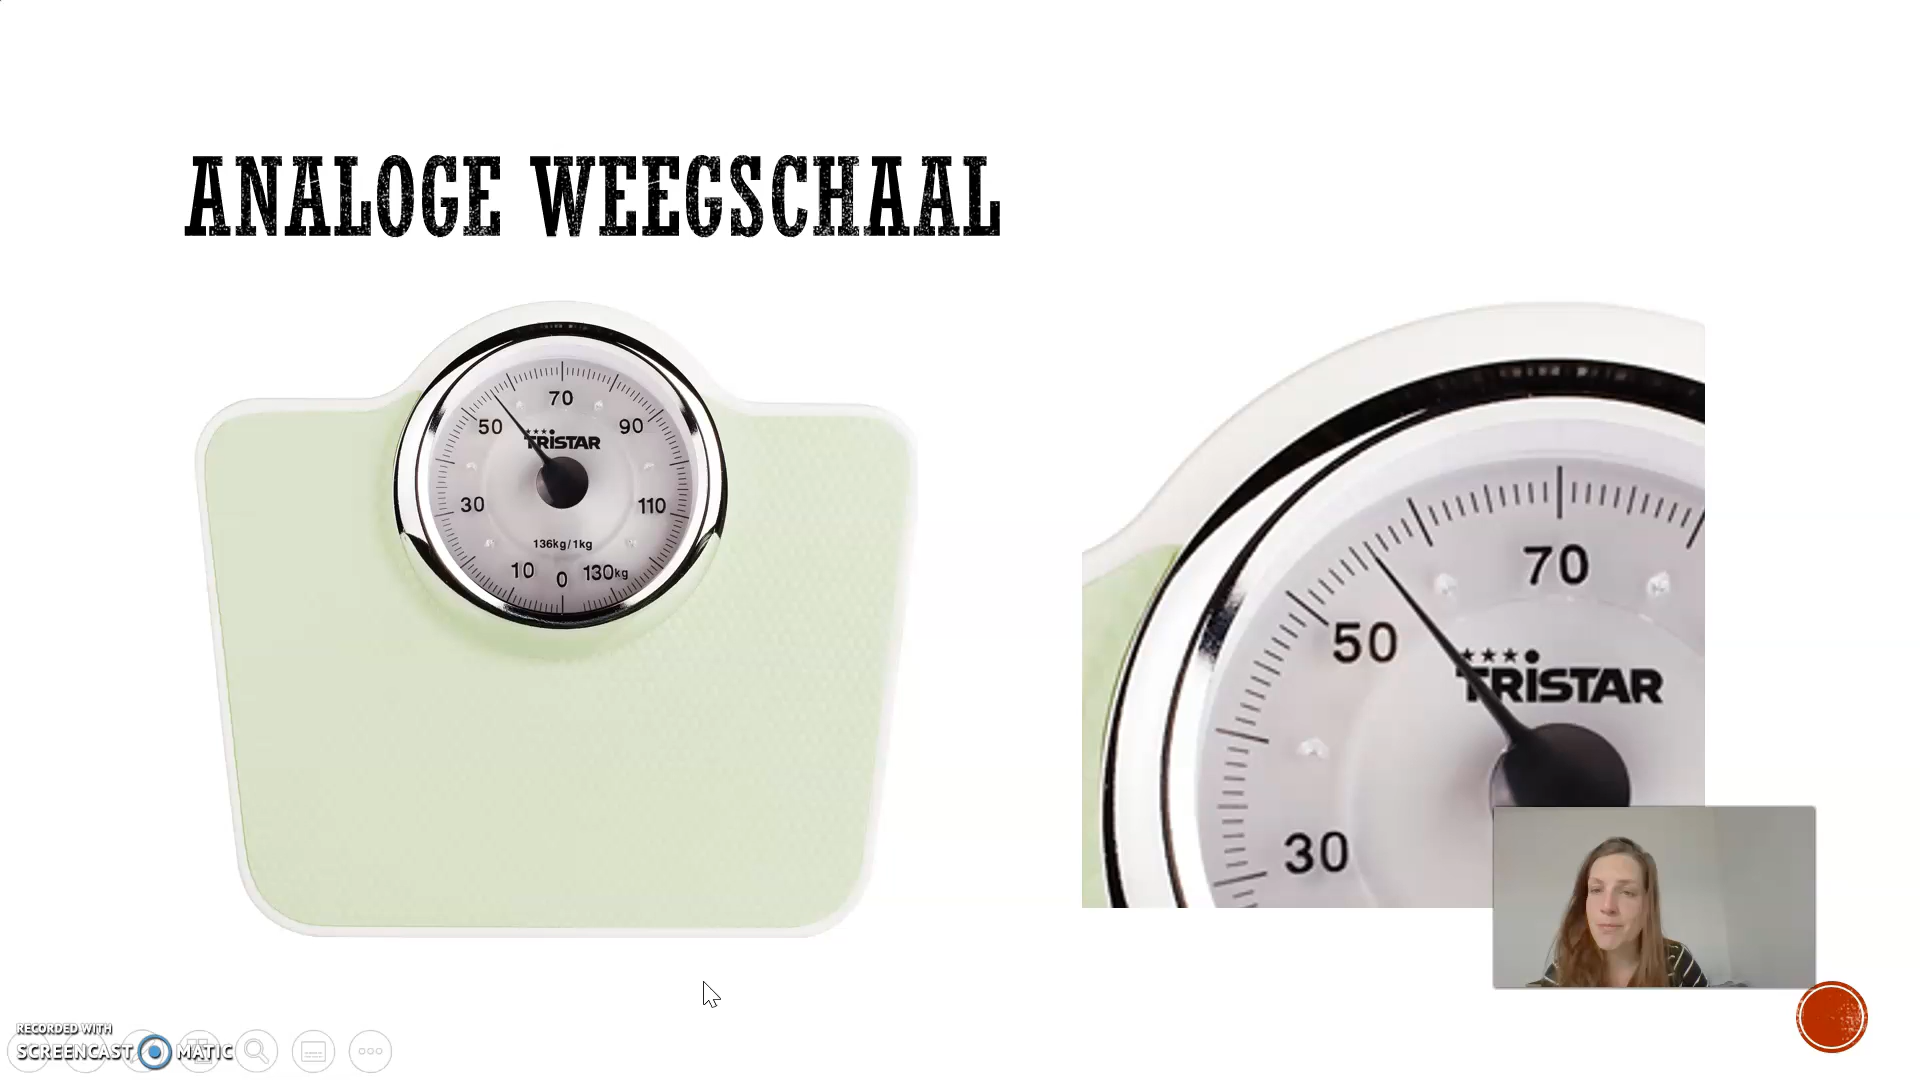 ANALOGE WEEGSCHAAL
70
50
90
★★★
TRISTAR
30
110
136kg/1kg
10
0
130kg
70
50
★★★
TRISTAR
30
RECORDED WITH
SCREENCAST MATIC